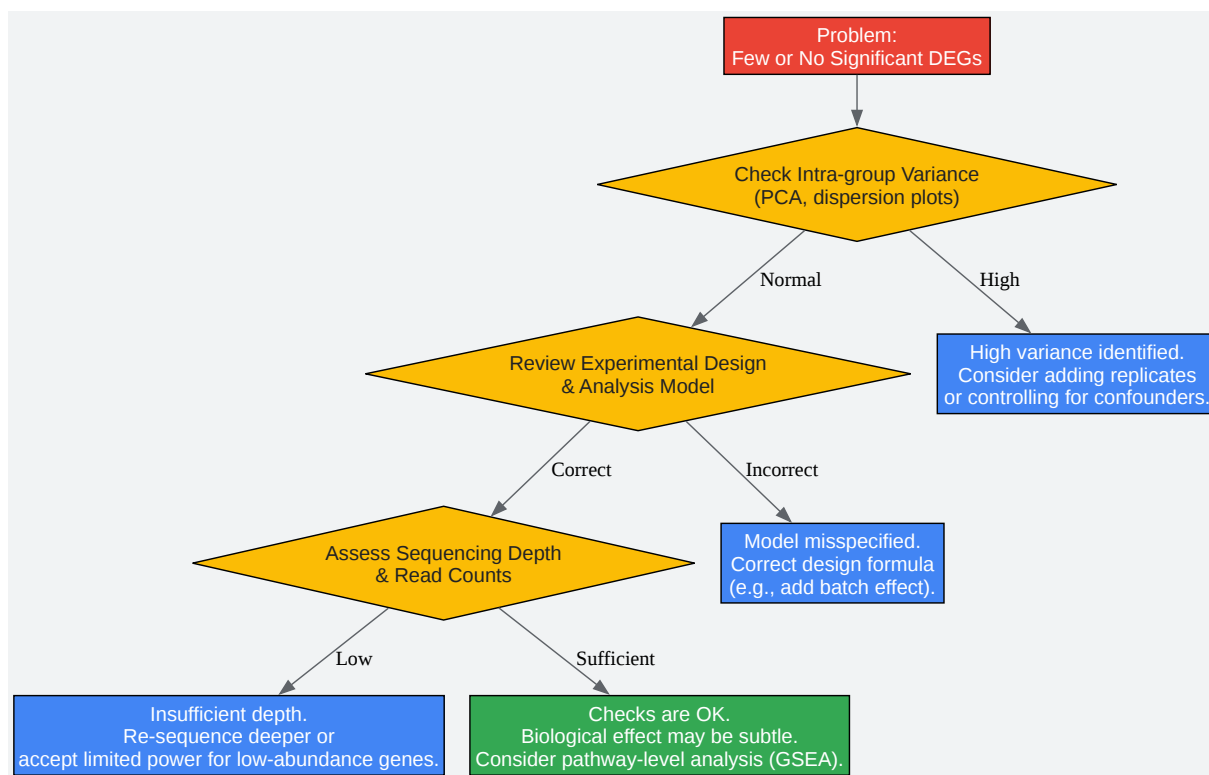 Problem:
Few or No Significant DEGs
Check Intra-group Variance
(PCA, dispersion plots)
Normal
High
Review Experimental Design
& Analysis Model
High variance identified.
Consider adding replicates
or controlling for confounders.
Correct
Incorrect
Assess Sequencing Depth
& Read Counts
Model misspecified.
Correct design formula
(e.g., add batch effect).
Low
Sufficient
Insufficient depth.
Re-sequence deeper or
accept limited power for low-abundance genes.
Checks are OK.
Biological effect may be subtle.
Consider pathway-level analysis (GSEA).